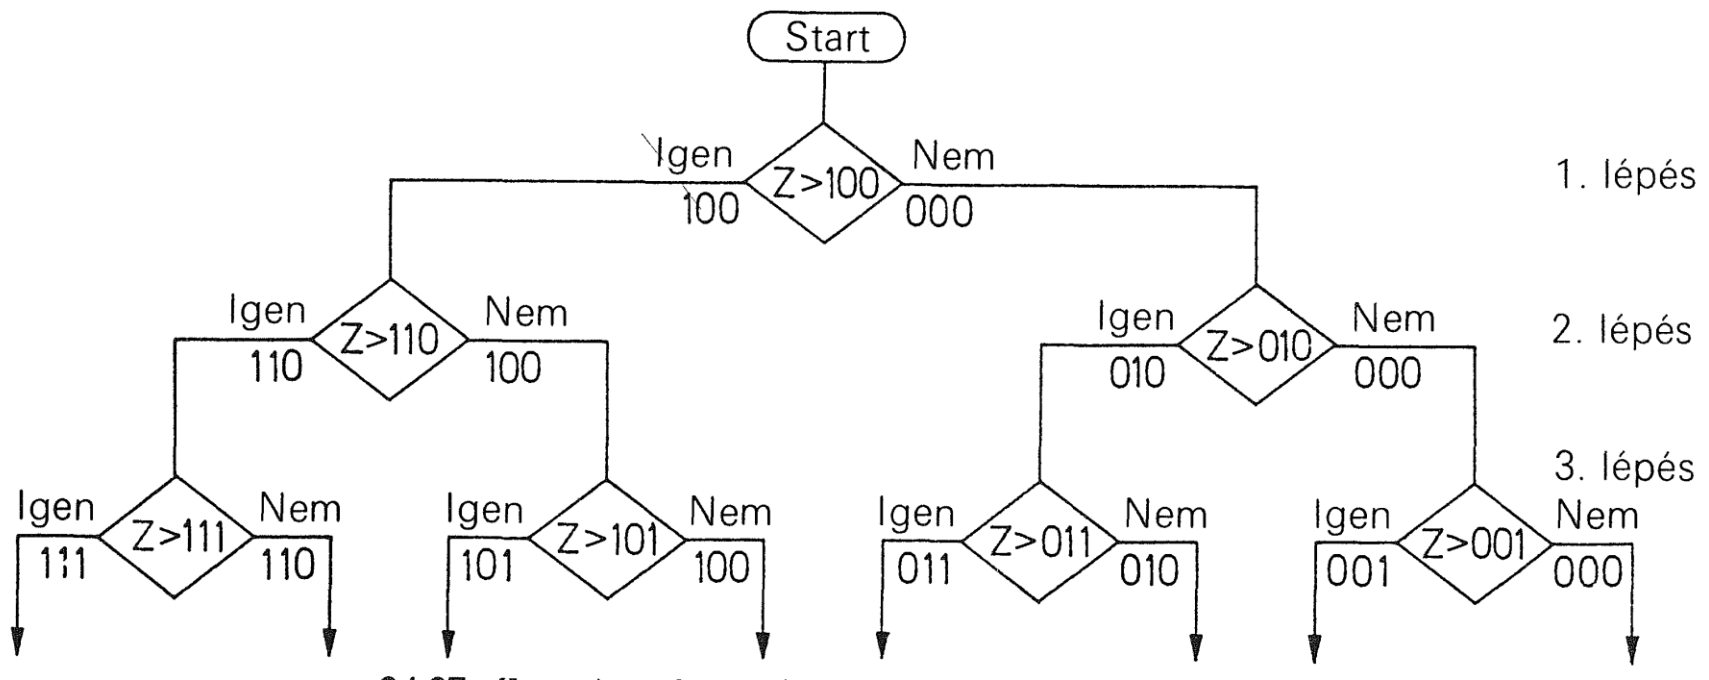 Start
Igen Nem
Z>100
100 000
1. lépés
Igen Nem
Z>110
110 100
Igen Nem
Z>010
010 000
2. lépés
3. lépés
Igen Nem
Z>111
111 110
Igen Nem
Z>101
101 100
Igen Nem
Z>011
011 010
Igen Nem
Z>001
001 000